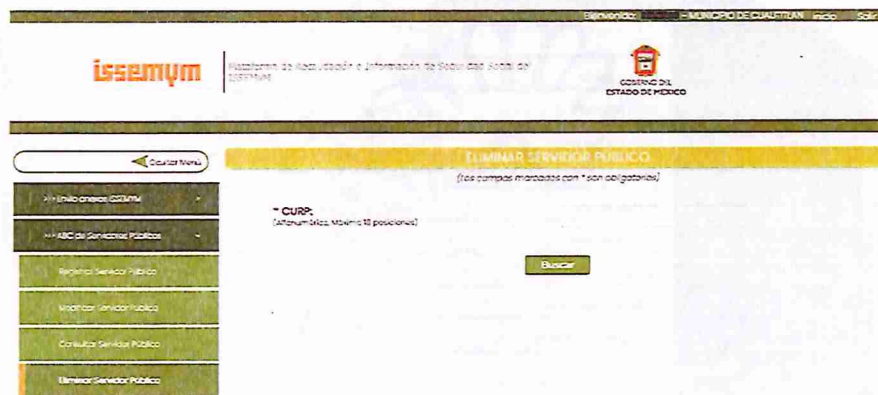 Bienvenido: - MUNICIPIO DE CUAUTITLAN Inicio Salir
issemym
Plataforma de Recaudación e Información de Seguridad Social del
ISSEMYM
GOBIERNO DEL
ESTADO DE MÉXICO
Ocultar Menú
ELIMINAR SERVIDOR PÚBLICO
(Los campos marcados con * son obligatorios)
>>> Envío anexos ISSEMYM
* CURP:
(Alfanumérico, Máximo 18 posiciones)
>>> ABC de Servidores Públicos
Buscar
Registrar Servidor Público
Modificar Servidor Público
Consultar Servidor Público
Eliminar Servidor Público